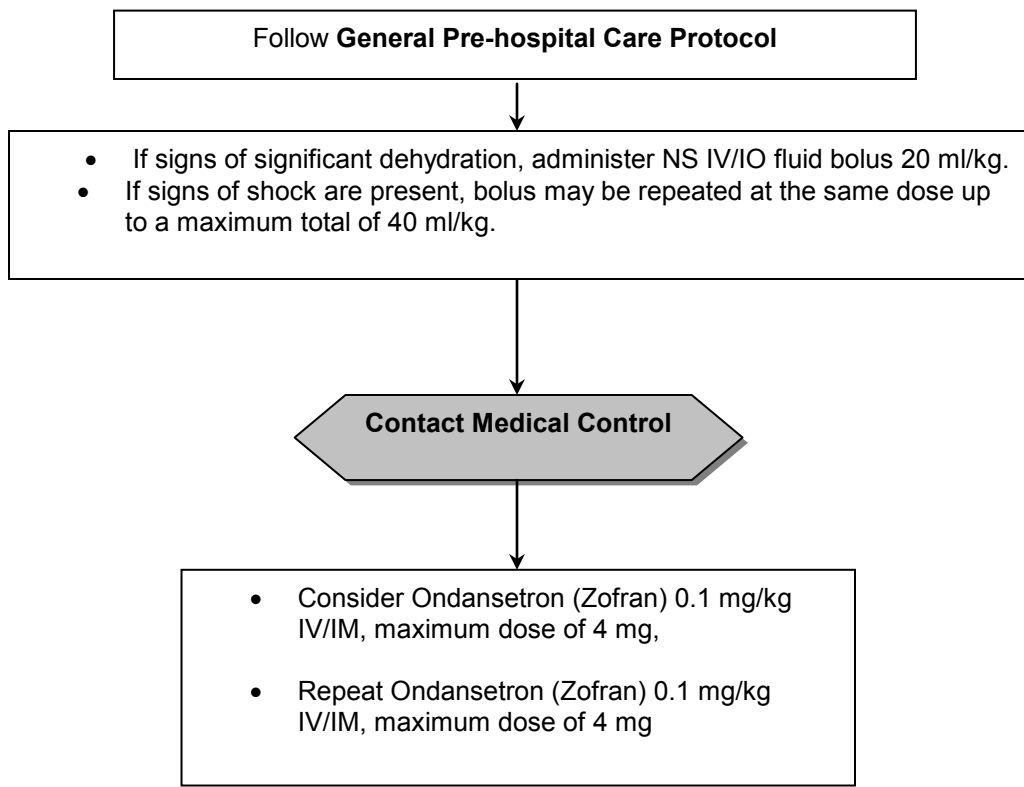 Follow General Pre-hospital Care Protocol
• If signs of significant dehydration, administer NS IV/IO fluid bolus 20 ml/kg.
• If signs of shock are present, bolus may be repeated at the same dose up
to a maximum total of 40 ml/kg.
Contact Medical Control
• Consider Ondansetron (Zofran) 0.1 mg/kg
IV/IM, maximum dose of 4 mg,
• Repeat Ondansetron (Zofran) 0.1 mg/kg
IV/IM, maximum dose of 4 mg